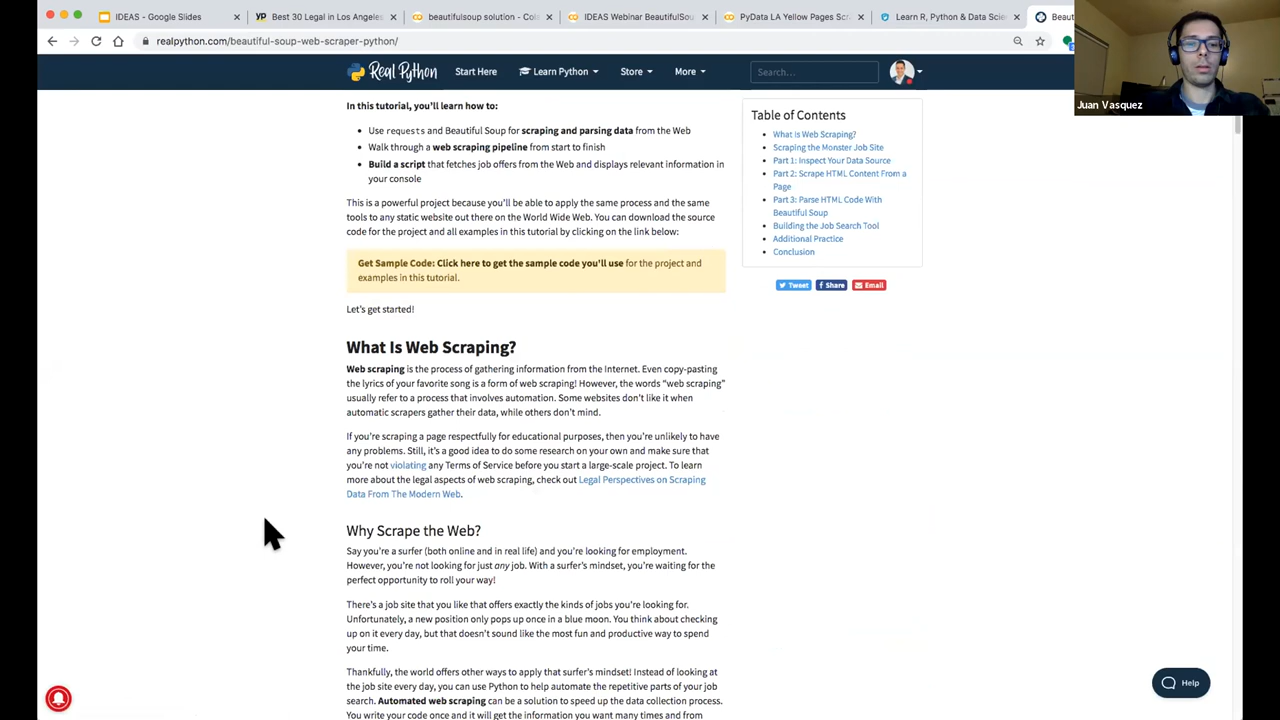 IDEAS - Google Slides
Best 30 Legal in Los Angeles
beautifulsoup solution - Col
IDEAS Webinar BeautifulSou
PyData LA Yellow Pages Scr
Learn R, Python & Data Scie
Beau
realpython.com/beautiful-soup-web-scraper-python/
Real Python
Start Here
Learn Python
Store
More
Search...
Juan Vasquez
In this tutorial, you'll learn how to:
Use requests and Beautiful Soup for scraping and parsing data from the Web
Walk through a web scraping pipeline from start to finish
Build a script that fetches job offers from the Web and displays relevant information in
your console
This is a powerful project because you'll be able to apply the same process and the same
tools to any static website out there on the World Wide Web. You can download the source
code for the project and all examples in this tutorial by clicking on the link below:
Get Sample Code: Click here to get the sample code you'll use for the project and
examples in this tutorial.
Let's get started!
What Is Web Scraping?
Web scraping is the process of gathering information from the Internet. Even copy-pasting
the lyrics of your favorite song is a form of web scraping! However, the words "web scraping"
usually refer to a process that involves automation. Some websites don't like it when
automatic scrapers gather their data, while others don't mind.
If you're scraping a page respectfully for educational purposes, then you're unlikely to have
any problems. Still, it's a good idea to do some research on your own and make sure that
you're not violating any Terms of Service before you start a large-scale project. To learn
more about the legal aspects of web scraping, check out Legal Perspectives on Scraping
Data From The Modern Web.
Why Scrape the Web?
Say you're a surfer (both online and in real life) and you're looking for employment.
However, you're not looking for just any job. With a surfer's mindset, you're waiting for the
perfect opportunity to roll your way!
There's a job site that you like that offers exactly the kinds of jobs you're looking for.
Unfortunately, a new position only pops up once in a blue moon. You think about checking
up on it every day, but that doesn't sound like the most fun and productive way to spend
your time.
Thankfully, the world offers other ways to apply that surfer's mindset! Instead of looking at
the job site every day, you can use Python to help automate the repetitive parts of your job
search. Automated web scraping can be a solution to speed up the data collection process.
You write your code once and it will get the information you want many times and from
Table of Contents
What is Web Scraping?
Scraping the Monster Job Site
Part 1: Inspect Your Data Source
Part 2: Scrape HTML Content From a
Page
Part 3: Parse HTML Code With
Beautiful Soup
Building the Job Search Tool
Additional Practice
Conclusion
Tweet
Share
Email
Help